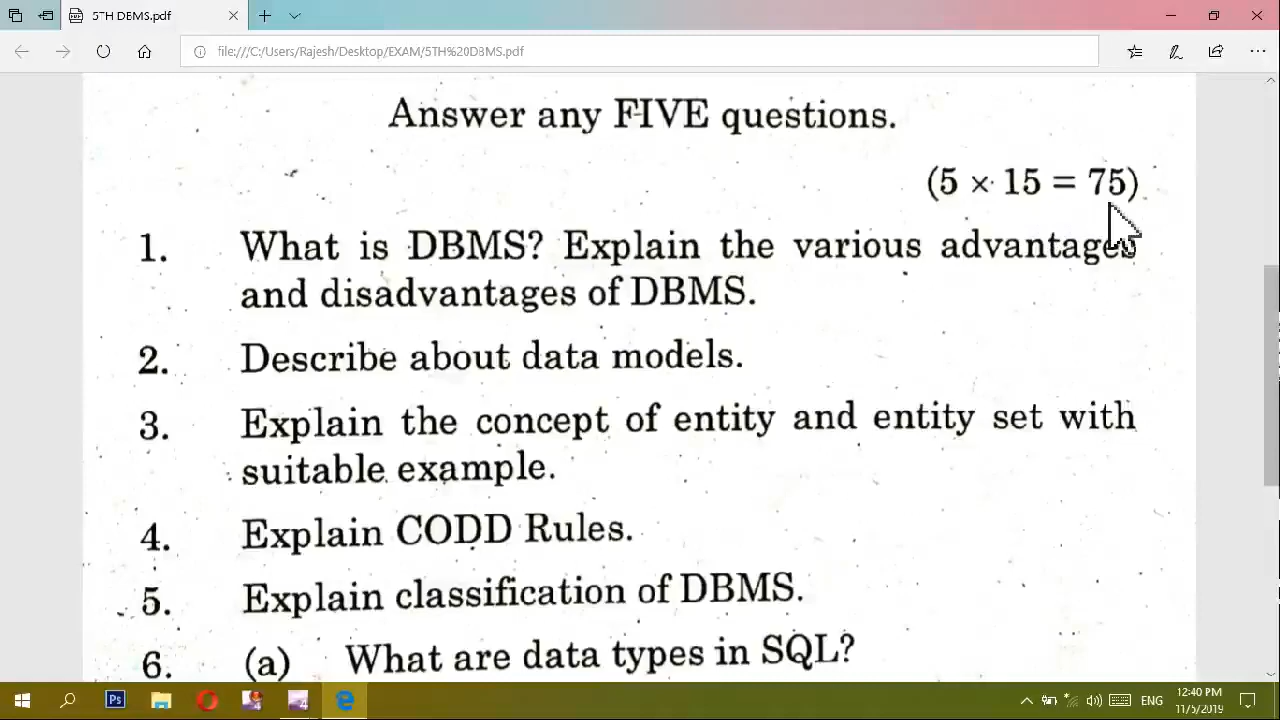 5TH DBMS.pdf
file:///C:/Users/Rajesh/Desktop/EXAM/5TH%20DBMS.pdf
Answer any FIVE questions.
(5 × 15 = 75)
1. What is DBMS? Explain the various advantages
and disadvantages of DBMS.
2. Describe about data models.
3. Explain the concept of entity and entity set with
suitable example.
4. Explain CODD Rules.
5. Explain classification of DBMS.
6. (a) What are data types in SQL?
Ps
ENG
12:40 PM
11/5/2019